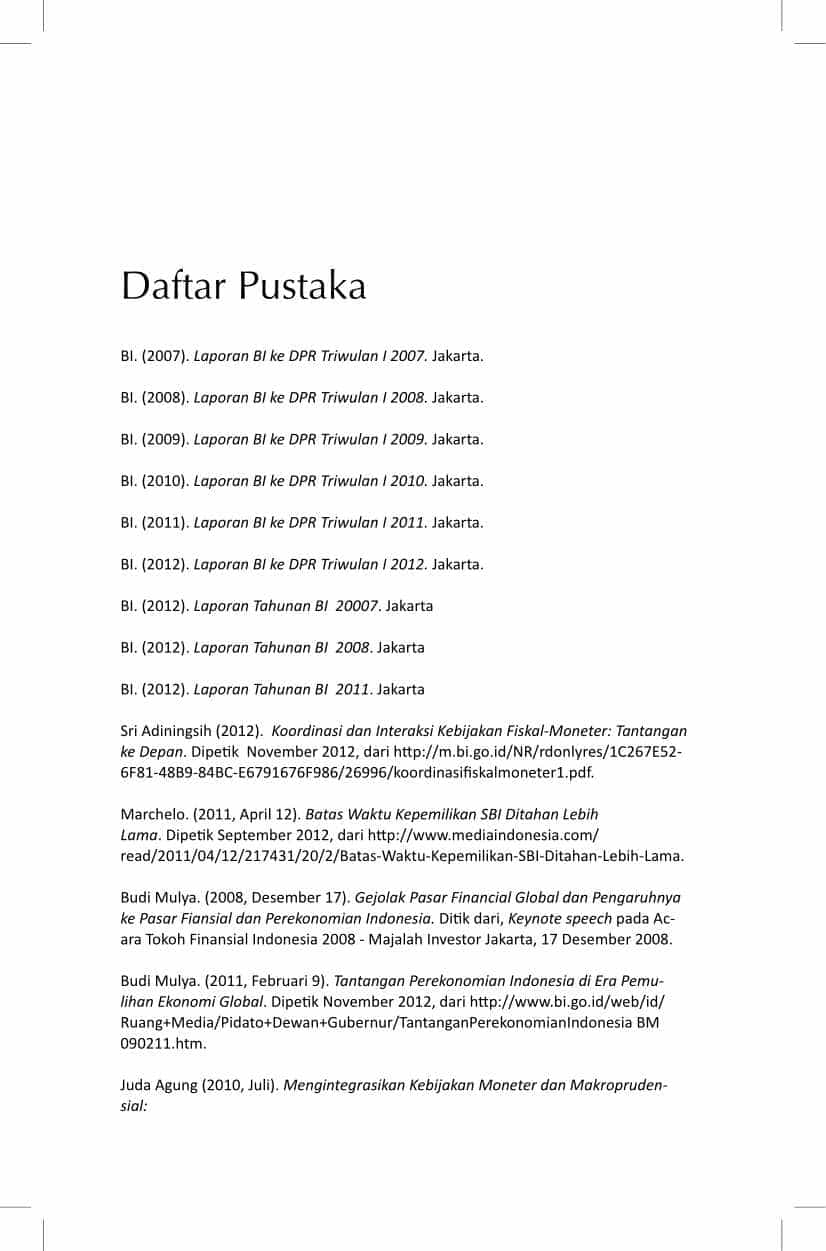 Daftar Pustaka
BI. (2007). Laporan BI ke DPR Triwulan I 2007. Jakarta.
BI. (2008). Laporan BI ke DPR Triwulan I 2008. Jakarta.
BI. (2009). Laporan BI ke DPR Triwulan I 2009. Jakarta.
BI. (2010). Laporan BI ke DPR Triwulan I 2010. Jakarta.
BI. (2011). Laporan BI ke DPR Triwulan I 2011. Jakarta.
BI. (2012). Laporan BI ke DPR Triwulan I 2012. Jakarta.
BI. (2012). Laporan Tahunan BI  20007. Jakarta
BI. (2012). Laporan Tahunan BI  2008. Jakarta
BI. (2012). Laporan Tahunan BI  2011. Jakarta
Sri Adiningsih (2012).  Koordinasi dan Interaksi Kebijakan Fiskal-Moneter: Tantangan
ke Depan. Dipetik  November 2012, dari http://m.bi.go.id/NR/rdonlyres/1C267E52-
6F81-48B9-84BC-E6791676F986/26996/koordinasifiskalmoneter1.pdf.
Marchelo. (2011, April 12). Batas Waktu Kepemilikan SBI Ditahan Lebih
Lama. Dipetik September 2012, dari http://www.mediaindonesia.com/
read/2011/04/12/217431/20/2/Batas-Waktu-Kepemilikan-SBI-Ditahan-Lebih-Lama.
Budi Mulya. (2008, Desember 17). Gejolak Pasar Financial Global dan Pengaruhnya
ke Pasar Fiansial dan Perekonomian Indonesia. Ditik dari, Keynote speech pada Ac-
ara Tokoh Finansial Indonesia 2008 - Majalah Investor Jakarta, 17 Desember 2008.
Budi Mulya. (2011, Februari 9). Tantangan Perekonomian Indonesia di Era Pemu-
lihan Ekonomi Global. Dipetik November 2012, dari http://www.bi.go.id/web/id/
Ruang+Media/Pidato+Dewan+Gubernur/TantanganPerekonomianIndonesia BM
090211.htm.
Juda Agung (2010, Juli). Mengintegrasikan Kebijakan Moneter dan Makropruden-
sial: